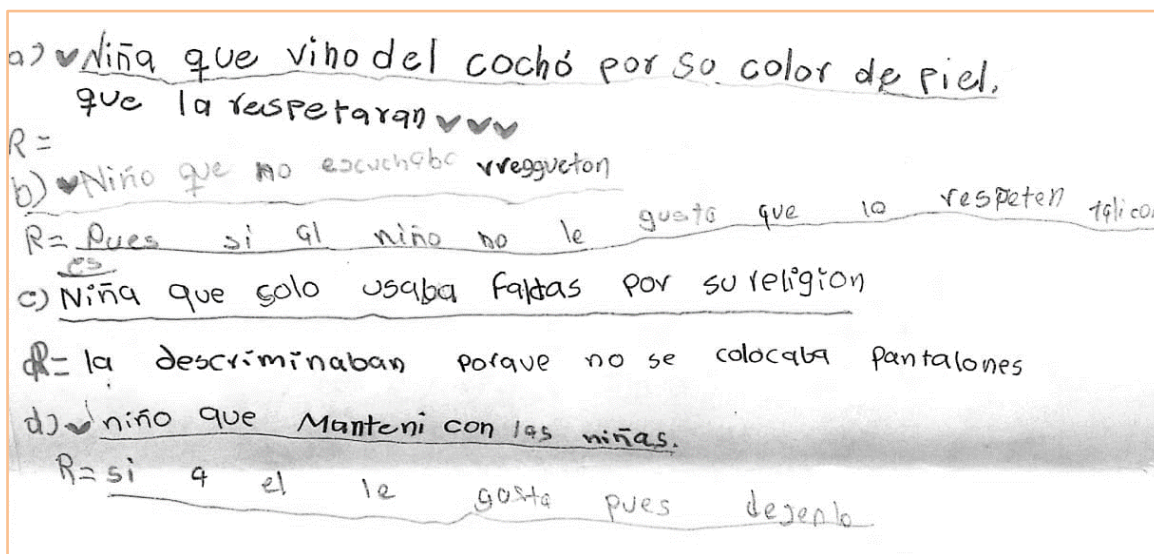 a) Niña que vino del cochó por so color de piel.
que la respetaran
R =
b) Niño que no escuchaba vreggueton
R = Pues si al niño no le gusta que lo respeten
es
c) Niña que solo usaba faldas por su religion
R = la descriminaban porque no se colocaba pantalones
d) niño que Manteni con las niñas.
R = si a el le gosta pues dejenlo